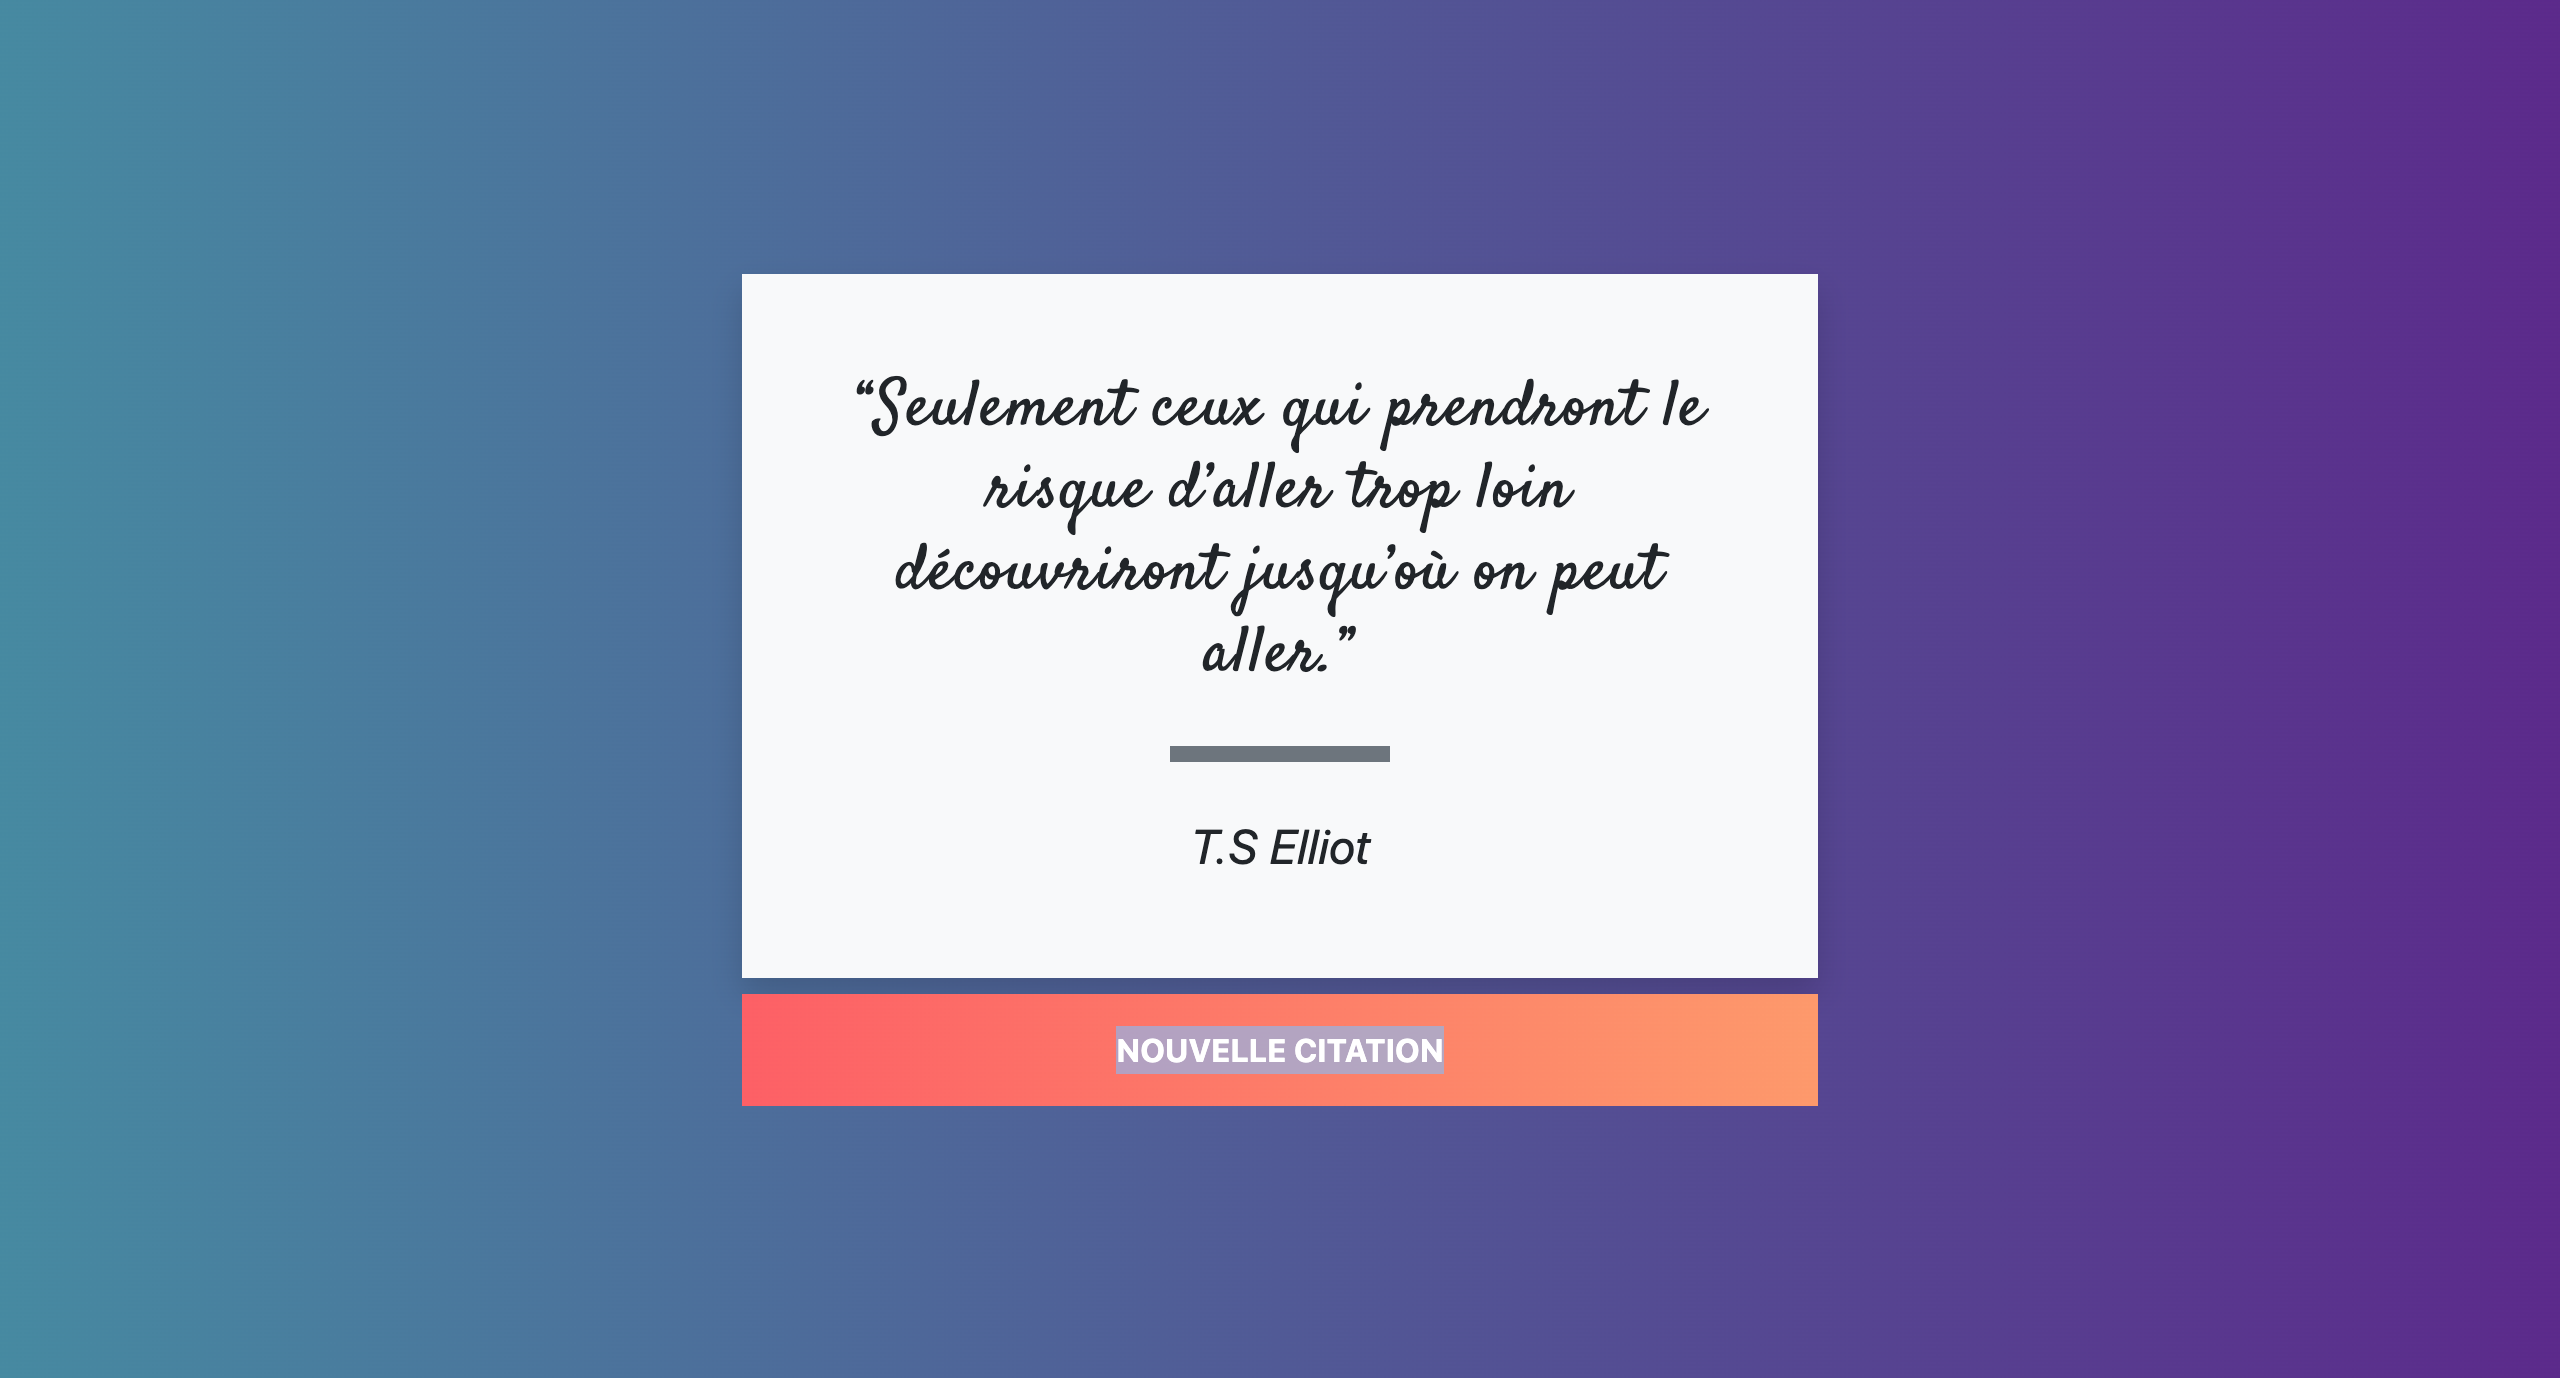 “Seulement ceux qui prendront le
risque d’aller trop loin
découvriront jusqu’où on peut
aller.”
T.S Elliot
NOUVELLE CITATION